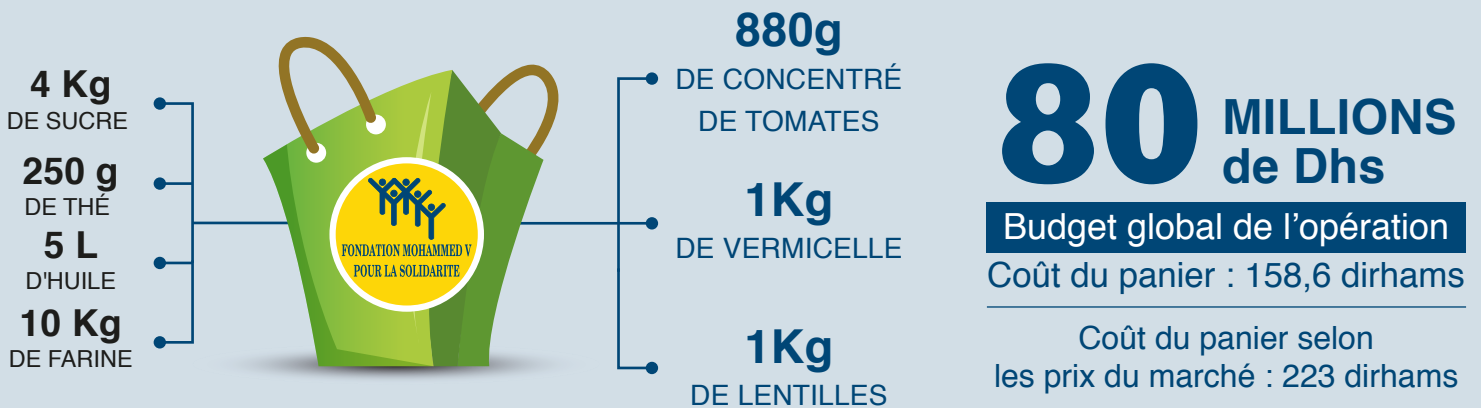 4 Kg
DE SUCRE
250 g
DE THÉ
5 L
D'HUILE
10 Kg
DE FARINE
FONDATION MOHAMMED V
POUR LA SOLIDARITE
880g
DE CONCENTRÉ
DE TOMATES
1Kg
DE VERMICELLE
1Kg
DE LENTILLES
80 MILLIONS
de Dhs
Budget global de l’opération
Coût du panier : 158,6 dirhams
Coût du panier selon
les prix du marché : 223 dirhams